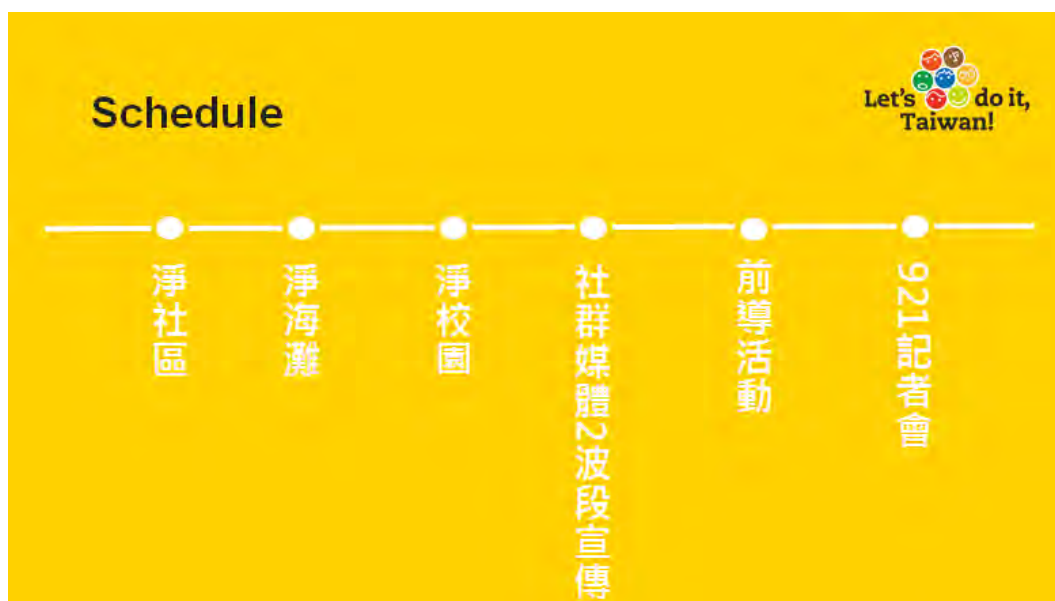 Schedule
Let's do it,
Taiwan!
淨社區
淨海灘
淨校園
社群媒體2波段宣傳
前導活動
921記者會